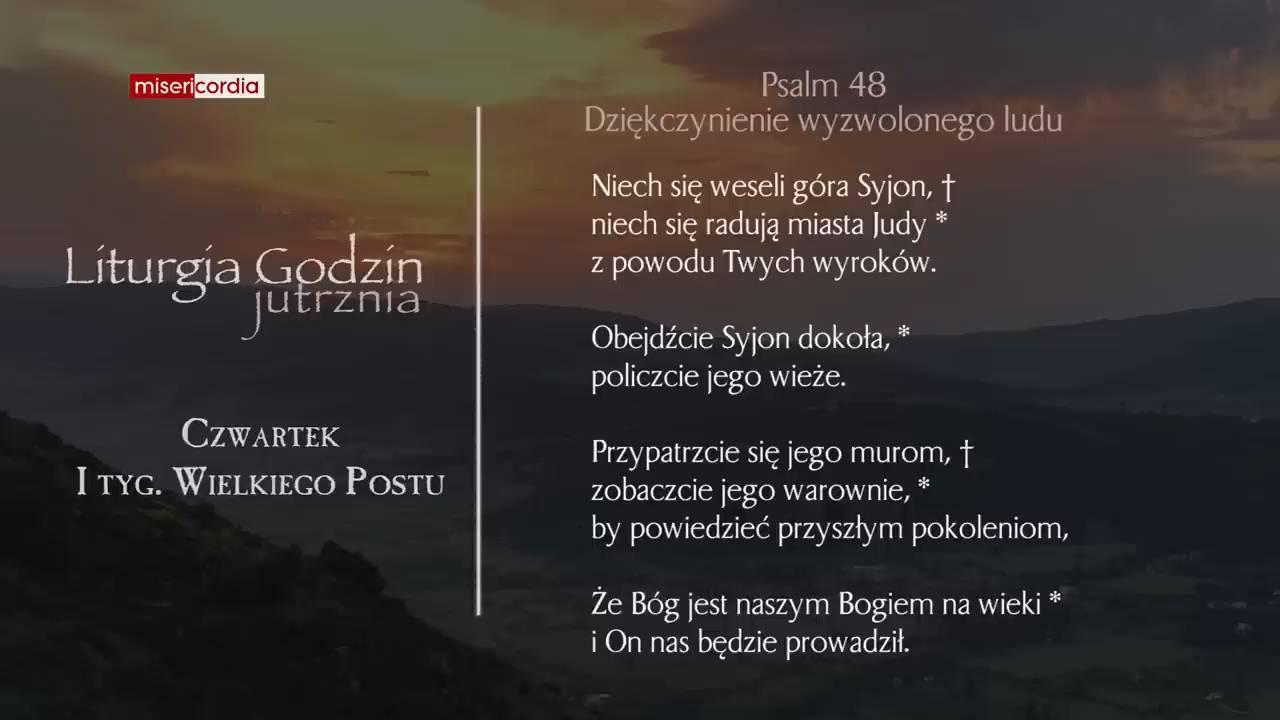 misericordia
Liturgia Godzin
jutrznia
Czwartek
I tyg. Wielkiego Postu
Psalm 48
Dziękczynienie wyzwolonego ludu
Niech się weseli góra Syjon, †
niech się radują miasta Judy *
z powodu Twych wyroków.
Obejdźcie Syjon dokoła, *
policzcie jego wieże.
Przypatrzcie się jego murom, †
zobaczcie jego warownie, *
by powiedzieć przyszłym pokoleniom,
Że Bóg jest naszym Bogiem na wieki *
i On nas będzie prowadził.